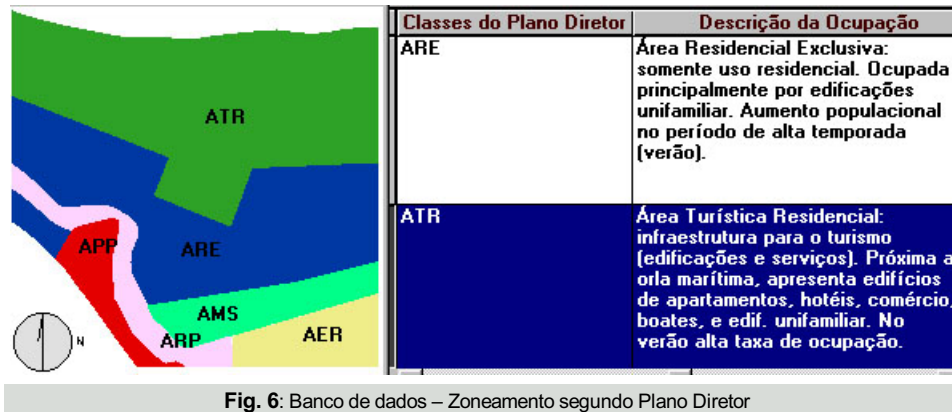 ATR
APP
ARE
AMS
ARP
AER
N
Classes do Plano Diretor
Descrição da Ocupação
ARE
Área Residencial Exclusiva:
somente uso residencial. Ocupada
principalmente por edificações
unifamiliar. Aumento populacional
no período de alta temporada
(verão).
ATR
Área Turística Residencial:
infraestrutura para o turismo
(edificações e serviços). Próxima a
orla marítima, apresenta edifícios
de apartamentos, hotéis, comércio,
boates, e edif. unifamiliar. No
verão alta taxa de ocupação.
Fig. 6: Banco de dados – Zoneamento segundo Plano Diretor